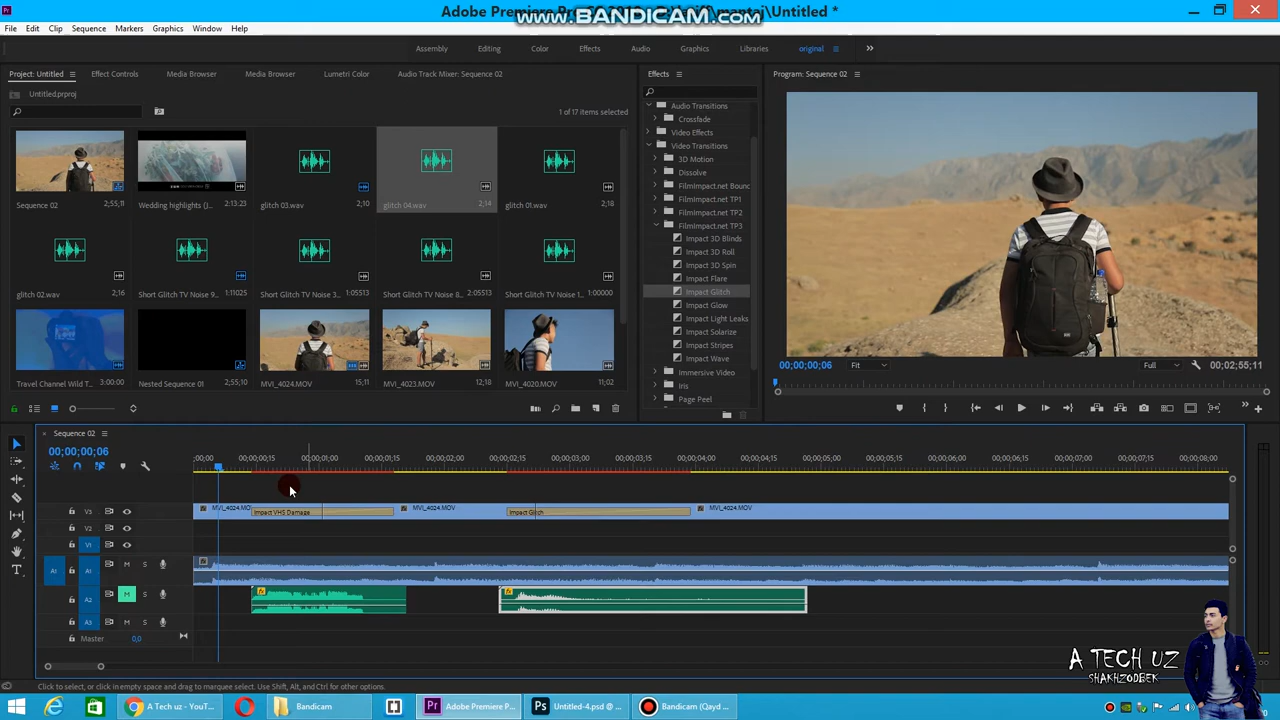 Adobe Premiere Pro
mantaj\Untitled *
www.BANDICAM.com
File Edit Clip Sequence Markers Graphics Window Help
Assembly Editing Color Effects Audio Graphics Libraries original
Project: Untitled Effect Controls Media Browser Media Browser Lumetri Color Audio Track Mixer: Sequence 02
Untitled.prproj
1 of 17 items selected
Sequence 02 2;55;11
Wedding highlights (). 2;13;23
glitch 03.wav 2;10
glitch 04.wav 2;14
glitch 01.wav 2;18
glitch 02.wav 2;16
Short Glitch TV Noise 9... 1:11025
Short Glitch TV Noise 3... 1:05513
Short Glitch TV Noise 8... 2:05513
Short Glitch TV Noise 1... 1:00000
Travel Channel Wild T... 3:00:00
Nested Sequence 01 2;55;10
MVI_4024.MOV 15;11
MVI_4023.MOV 12;18
MVI_4020.MOV 11;02
Effects
Audio Transitions
Crossfade
Video Effects
Video Transitions
3D Motion
Dissolve
FilmImpact.net Bounc
FilmImpact.net TP1
FilmImpact.net TP2
FilmImpact.net TP3
Impact 3D Blinds
Impact 3D Roll
Impact 3D Spin
Impact Flare
Impact Glitch
Impact Glow
Impact Light Leaks
Impact Solarize
Impact Stripes
Impact Wave
Immersive Video
Iris
Page Peel
Program: Sequence 02
00;00;00;06 Fit Full 00;02;55;11
Sequence 02
00;00;00;06
;00;00 00;00;00;15 00;00;01;00 00;00;01;15 00;00;02;00 00;00;02;15 00;00;03;00 00;00;03;15 00;00;04;00 00;00;04;15 00;00;05;00 00;00;05;15 00;00;06;00 00;00;06;15 00;00;07;00 00;00;07;15 00;00;08;00
V3 MVI_4024.MO Impact VHS Damage MVI_4024.MOV Impact Glitch MVI_4024.MOV
V2
V1
A1 A1 M S
A2 M S
A3 M S
Master 0,0
Click to select, or click in empty space and drag to marquee select. Use Shift, Alt, and Ctrl for other options.
A TECH UZ
SHAKHZODBEK
A Tech uz - YouT... Bandicam Adobe Premiere P... Untitled-4.psd @ ... Bandicam (Qayd ...